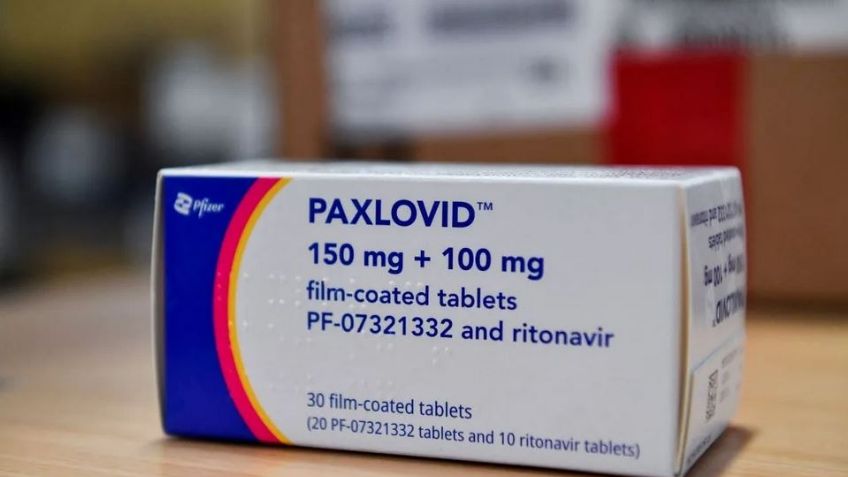 Pfizer
PAXLOVID™
150 mg + 100 mg
film-coated tablets
PF-07321332 and ritonavir
30 film-coated tablets
(20 PF-07321332 tablets and 10 ritonavir tablets)